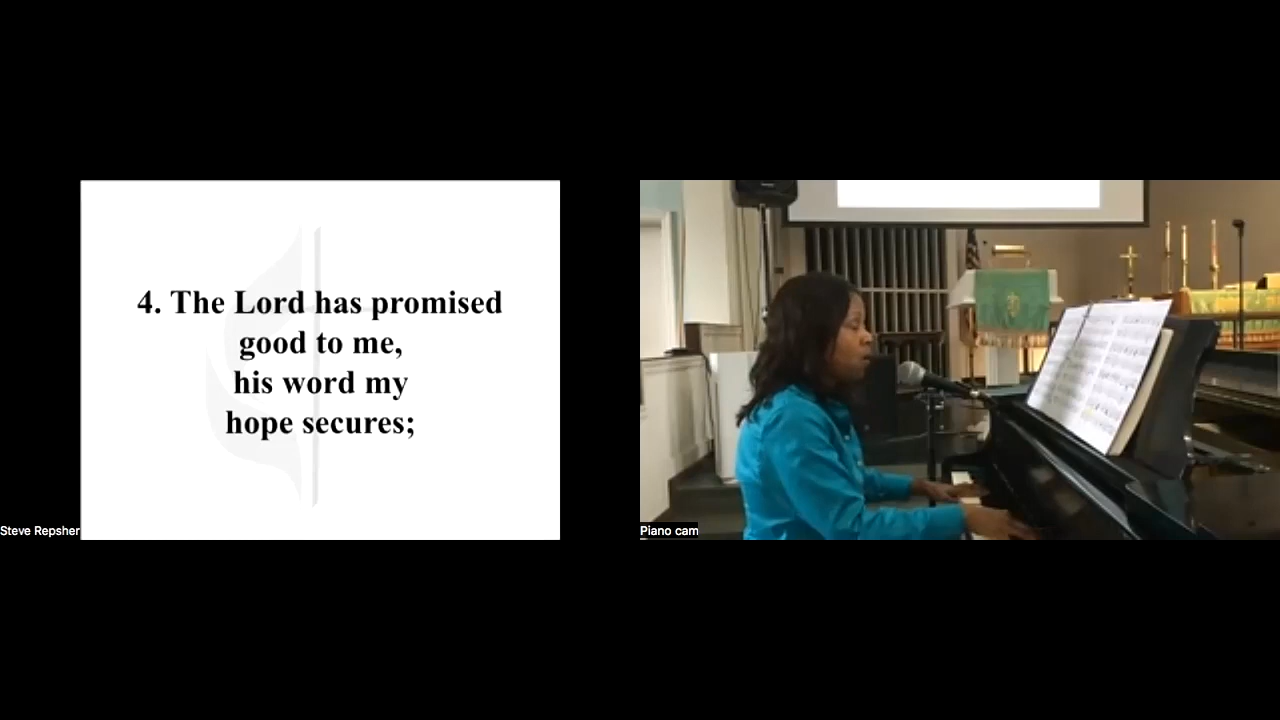 4. The Lord has promised
good to me,
his word my
hope secures;
Steve Repsher
Piano cam